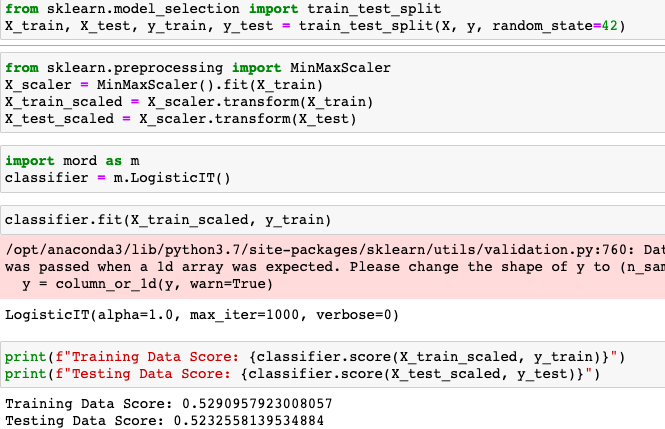 from sklearn.model_selection import train_test_split
X_train, X_test, y_train, y_test = train_test_split(X, y, random_state=42)
from sklearn.preprocessing import MinMaxScaler
X_scaler = MinMaxScaler().fit(X_train)
X_train_scaled = X_scaler.transform(X_train)
X_test_scaled = X_scaler.transform(X_test)
import mord as m
classifier = m.LogisticIT()
classifier.fit(X_train_scaled, y_train)
/opt/anaconda3/lib/python3.7/site-packages/sklearn/utils/validation.py:760: Dat
was passed when a 1d array was expected. Please change the shape of y to (n_sam
  y = column_or_1d(y, warn=True)
LogisticIT(alpha=1.0, max_iter=1000, verbose=0)
print(f"Training Data Score: {classifier.score(X_train_scaled, y_train)}")
print(f"Testing Data Score: {classifier.score(X_test_scaled, y_test)}")
Training Data Score: 0.5290957923008057
Testing Data Score: 0.5232558139534884